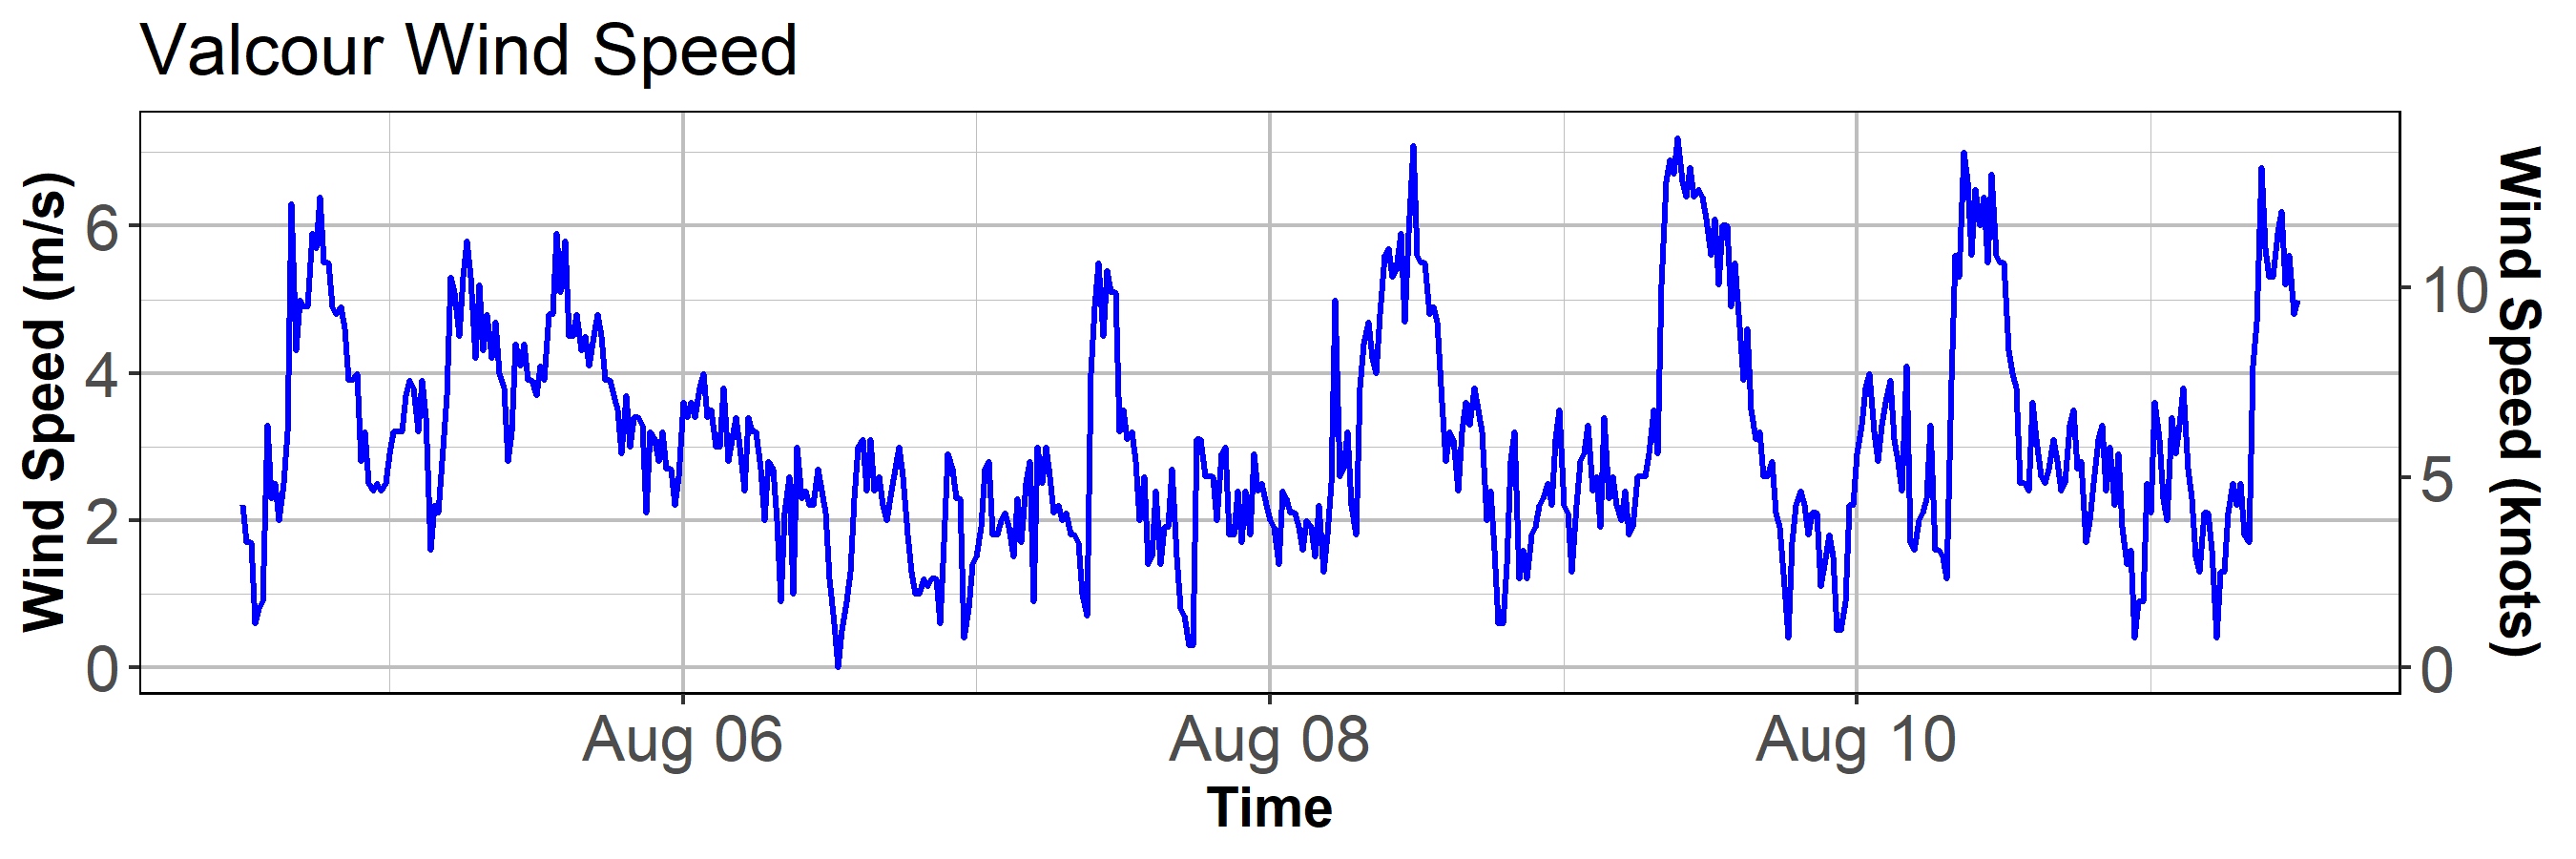 Valcour Wind Speed
Wind Speed (m/s)
6
4
2
0
10
5
0
Wind Speed (knots)
Aug 06 Aug 08 Aug 10
Time